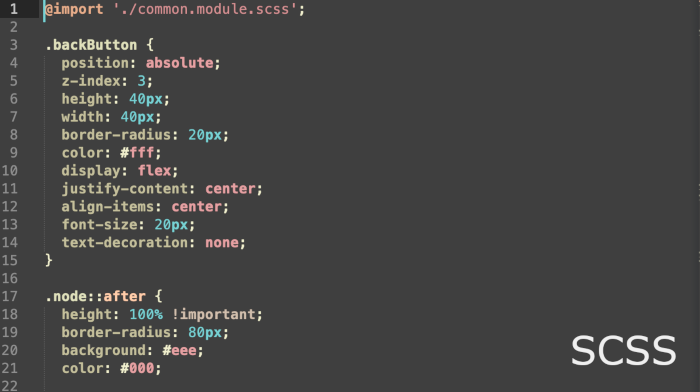 1 @import './common.module.scss';
2
3 .backButton {
4 position: absolute;
5 z-index: 3;
6 height: 40px;
7 width: 40px;
8 border-radius: 20px;
9 color: #fff;
10 display: flex;
11 justify-content: center;
12 align-items: center;
13 font-size: 20px;
14 text-decoration: none;
15 }
16
17 .node::after {
18 height: 100% !important;
19 border-radius: 80px;
20 background: #eee;
21 color: #000;
22
SCSS